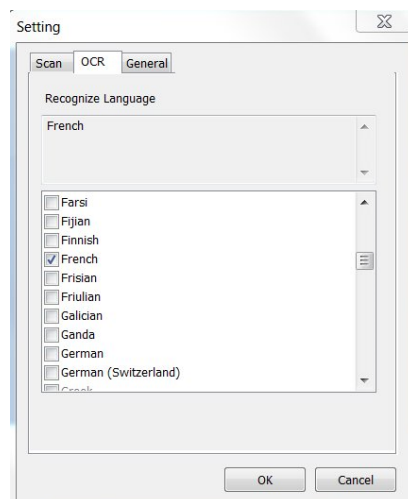 Setting
Scan OCR General
Recognize Language
French
Farsi
Fijian
Finnish
French
Frisian
Friulian
Galician
Ganda
German
German (Switzerland)
Greek
OK Cancel